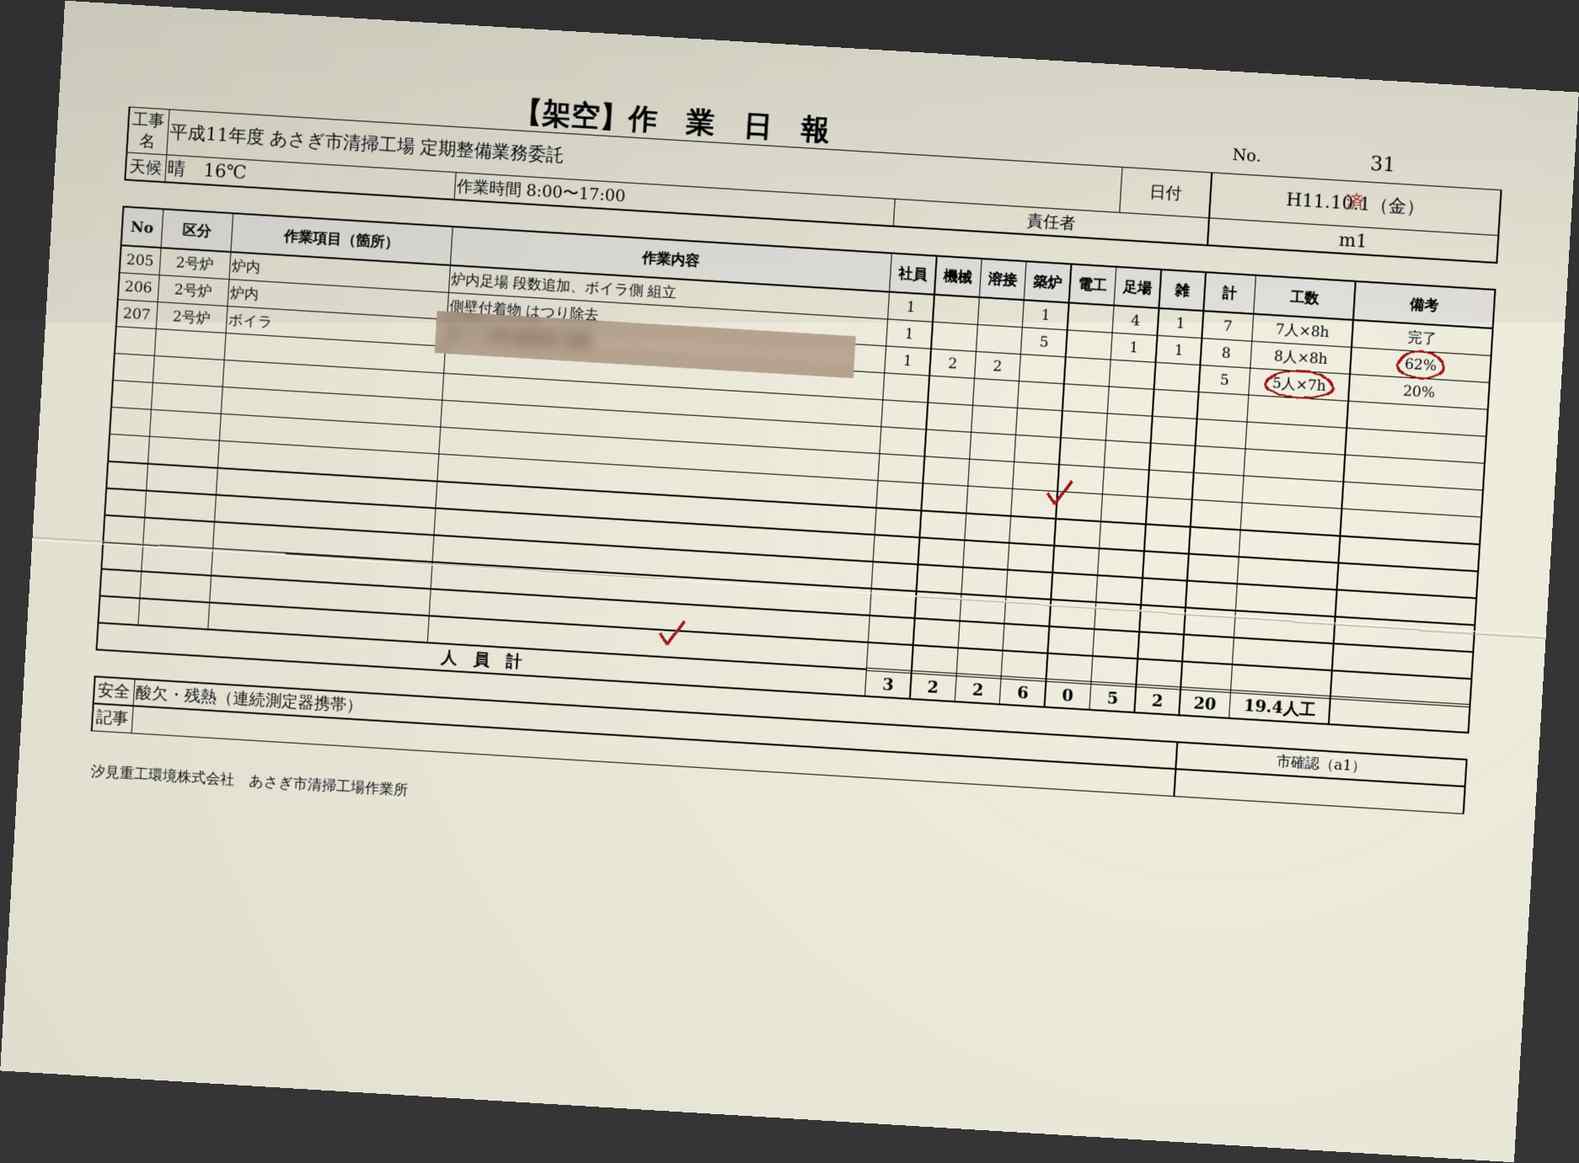 【架空】作 業 日 報
No. 31
工事名 平成11年度 あさぎ市清掃工場 定期整備業務委託 日付 H11.10.1（金）
済
天候 晴 16℃ 作業時間 8:00〜17:00 責任者 m1
No 区分 作業項目（箇所） 作業内容 社員 機械 溶接 築炉 電工 足場 雑 計 工数 備考
205 2号炉 炉内 炉内足場 段数追加、ボイラ側 組立 1 1 4 1 7 7人×8h 完了
206 2号炉 炉内 側壁付着物 はつり除去 1 5 1 1 8 8人×8h 62%
207 2号炉 ボイラ 1 2 2 5 5人×7h 20%
人 員 計 3 2 2 6 0 5 2 20 19.4人工
安全 酸欠・残熱（連続測定器携帯）
記事
市確認（a1）
汐見重工環境株式会社 あさぎ市清掃工場作業所